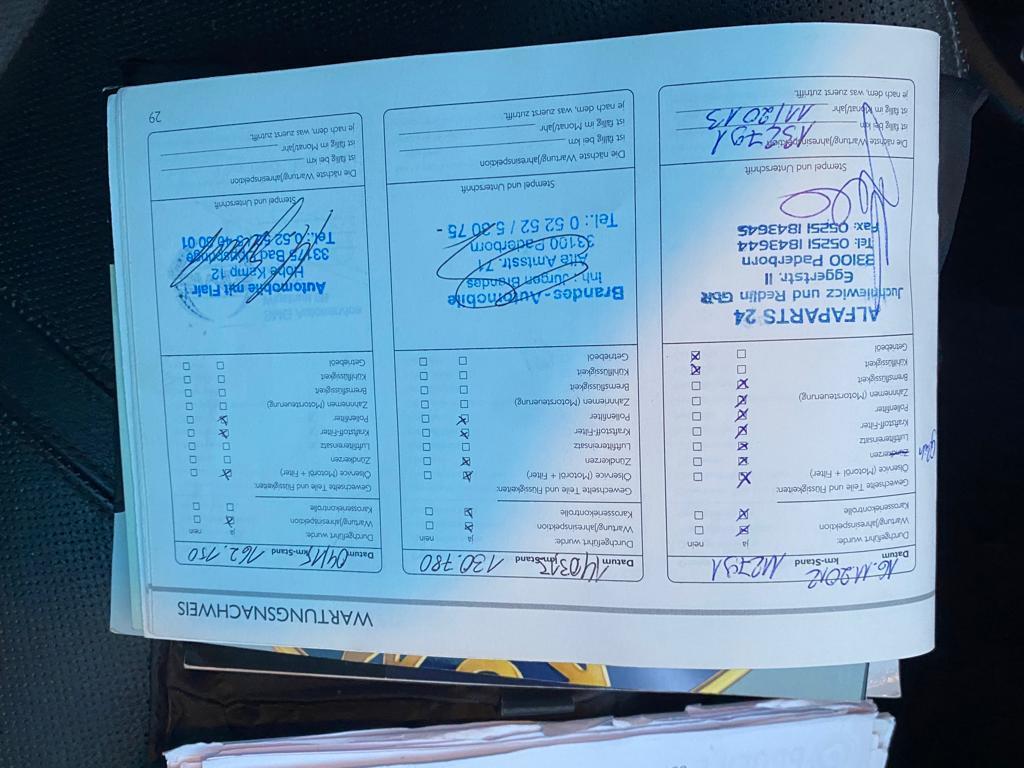 WARTUNGSNACHWEIS
Datum 16.11.2012 km-Stand 112791
Durchgeführt wurde: ja nein
Wartung/Jahresinspektion
Karosseriekontrolle
Gewechselte Teile und Flüssigkeiten:
Ölservice (Motoröl + Filter)
Zündkerzen
Luftfiltereinsatz
Kraftstoff-Filter
Pollenfilter
Zahnriemen (Motorsteuerung)
Bremsflüssigkeit
Kühlflüssigkeit
Getriebeöl
ALFAPARTS 24
Juchniewicz und Redlin GbR
Eggertstr. 11
33100 Paderborn
Tel: 05251 1843644
Fax: 05251 1843645
Stempel und Unterschrift
Die nächste Wartung/Jahresinspektion
ist fällig bei km 132791
ist fällig im Monat/Jahr 11/2013
je nach dem, was zuerst zutrifft.
Datum 14.03.13 km-Stand 130.780
Durchgeführt wurde: ja nein
Wartung/Jahresinspektion
Karosseriekontrolle
Gewechselte Teile und Flüssigkeiten:
Ölservice (Motoröl + Filter)
Zündkerzen
Luftfiltereinsatz
Kraftstoff-Filter
Pollenfilter
Zahnriemen (Motorsteuerung)
Bremsflüssigkeit
Kühlflüssigkeit
Getriebeöl
Brandes-Automobile
Inh.: Jürgen Brandes
Alte Amtsstr. 71
33100 Paderborn
Tel.: 0 52 52 / 5 30 75 -
Stempel und Unterschrift
Die nächste Wartung/Jahresinspektion
ist fällig bei km
ist fällig im Monat/Jahr
je nach dem, was zuerst zutrifft.
Datum 04/15 km-Stand 162.150
Durchgeführt wurde: ja nein
Wartung/Jahresinspektion
Karosseriekontrolle
Gewechselte Teile und Flüssigkeiten:
Ölservice (Motoröl + Filter)
Zündkerzen
Luftfiltereinsatz
Kraftstoff-Filter
Pollenfilter
Zahnriemen (Motorsteuerung)
Bremsflüssigkeit
Kühlflüssigkeit
Getriebeöl
Automobile mit Flair
Hohe Kamp 12
33175 Bad Lippspringe
Stempel und Unterschrift
Die nächste Wartung/Jahresinspektion
ist fällig bei km
ist fällig im Monat/Jahr
je nach dem, was zuerst zutrifft.
29